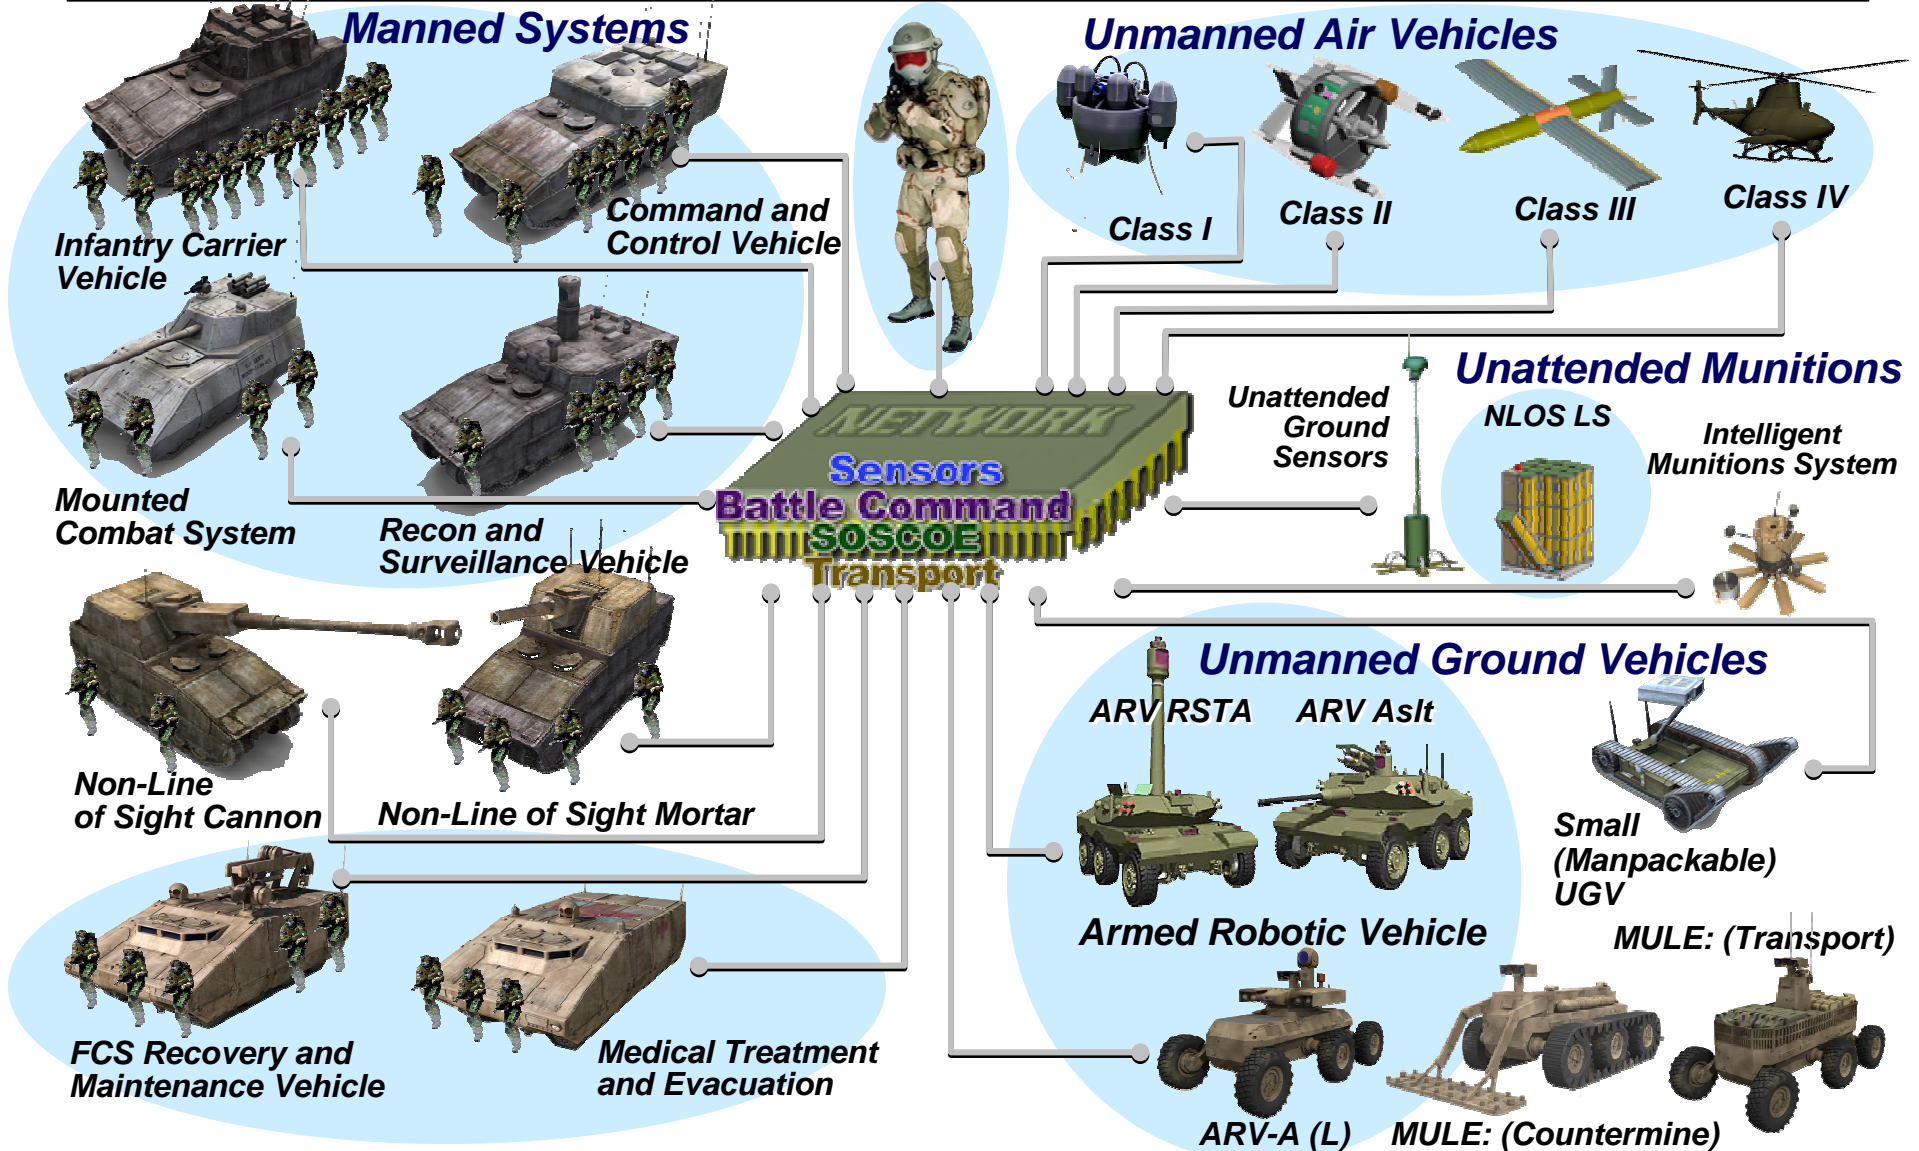 Manned Systems
Unmanned Air Vehicles
Infantry Carrier
Vehicle
Command and
Control Vehicle
Class I
Class II
Class III
Class IV
Mounted
Combat System
Recon and
Surveillance Vehicle
NETWORK
Sensors
Battle Command
SOSCOE
Transport
Unattended
Ground
Sensors
Unattended Munitions
NLOS LS
Intelligent
Munitions System
Non-Line
of Sight Cannon
Non-Line of Sight Mortar
Unmanned Ground Vehicles
ARV RSTA
ARV Aslt
Small
(Manpackable)
UGV
Armed Robotic Vehicle
MULE: (Transport)
FCS Recovery and
Maintenance Vehicle
Medical Treatment
and Evacuation
ARV-A (L)
MULE: (Countermine)